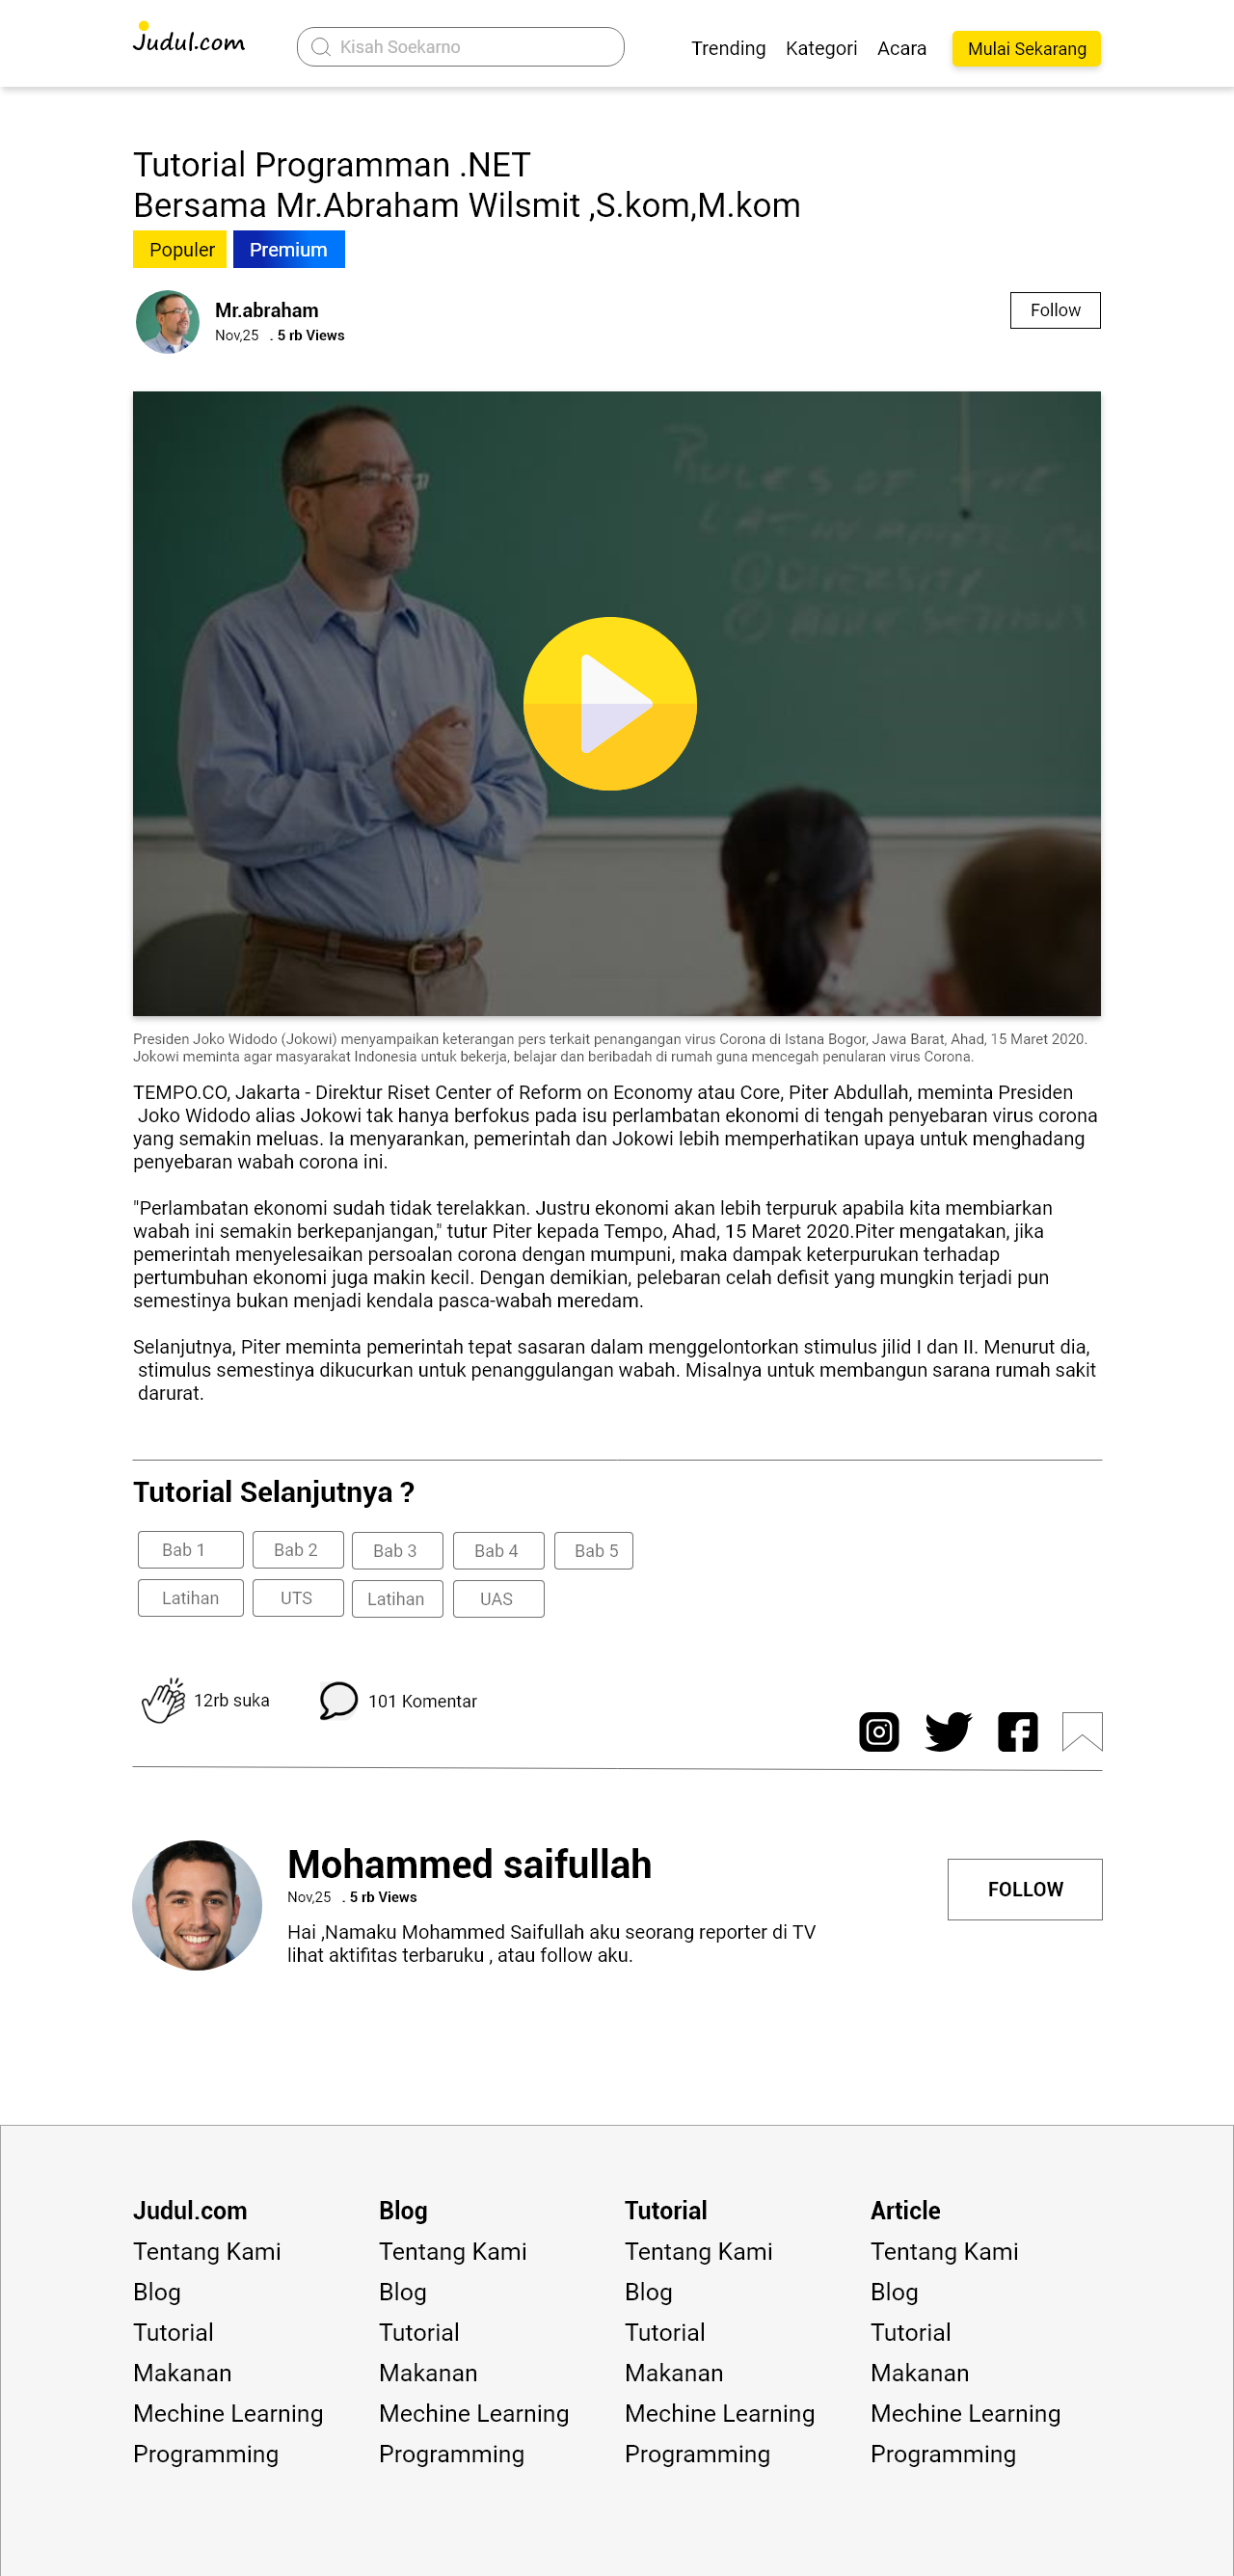 Judul.com
Kisah Soekarno
Trending Kategori Acara Mulai Sekarang
Tutorial Programman .NET
Bersama Mr.Abraham Wilsmit ,S.kom,M.kom
Populer Premium
Mr.abraham
Nov,25 . 5 rb Views
Follow
RULES OF THE
LATIN
DIVERSITY
Presiden Joko Widodo (Jokowi) menyampaikan keterangan pers terkait penangangan virus Corona di Istana Bogor, Jawa Barat, Ahad, 15 Maret 2020.
Jokowi meminta agar masyarakat Indonesia untuk bekerja, belajar dan beribadah di rumah guna mencegah penularan virus Corona.
TEMPO.CO, Jakarta - Direktur Riset Center of Reform on Economy atau Core, Piter Abdullah, meminta Presiden
Joko Widodo alias Jokowi tak hanya berfokus pada isu perlambatan ekonomi di tengah penyebaran virus corona
yang semakin meluas. Ia menyarankan, pemerintah dan Jokowi lebih memperhatikan upaya untuk menghadang
penyebaran wabah corona ini.
"Perlambatan ekonomi sudah tidak terelakkan. Justru ekonomi akan lebih terpuruk apabila kita membiarkan
wabah ini semakin berkepanjangan," tutur Piter kepada Tempo, Ahad, 15 Maret 2020.Piter mengatakan, jika
pemerintah menyelesaikan persoalan corona dengan mumpuni, maka dampak keterpurukan terhadap
pertumbuhan ekonomi juga makin kecil. Dengan demikian, pelebaran celah defisit yang mungkin terjadi pun
semestinya bukan menjadi kendala pasca-wabah meredam.
Selanjutnya, Piter meminta pemerintah tepat sasaran dalam menggelontorkan stimulus jilid I dan II. Menurut dia,
stimulus semestinya dikucurkan untuk penanggulangan wabah. Misalnya untuk membangun sarana rumah sakit
darurat.
Tutorial Selanjutnya ?
Bab 1 Bab 2 Bab 3 Bab 4 Bab 5
Latihan UTS Latihan UAS
12rb suka 101 Komentar
Mohammed saifullah
Nov,25 . 5 rb Views
FOLLOW
Hai ,Namaku Mohammed Saifullah aku seorang reporter di TV
lihat aktifitas terbaruku , atau follow aku.
Judul.com Blog Tutorial Article
Tentang Kami Tentang Kami Tentang Kami Tentang Kami
Blog Blog Blog Blog
Tutorial Tutorial Tutorial Tutorial
Makanan Makanan Makanan Makanan
Mechine Learning Mechine Learning Mechine Learning Mechine Learning
Programming Programming Programming Programming